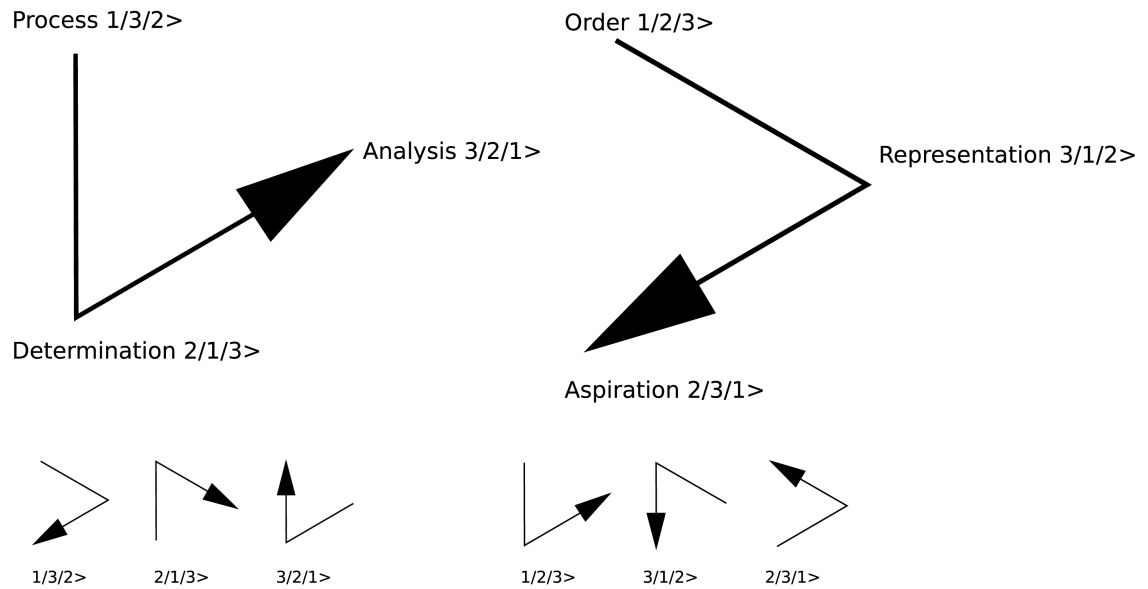 Process 1/3/2>
Order 1/2/3>
Analysis 3/2/1>
Representation 3/1/2>
Determination 2/1/3>
Aspiration 2/3/1>
1/3/2>
2/1/3>
3/2/1>
1/2/3>
3/1/2>
2/3/1>